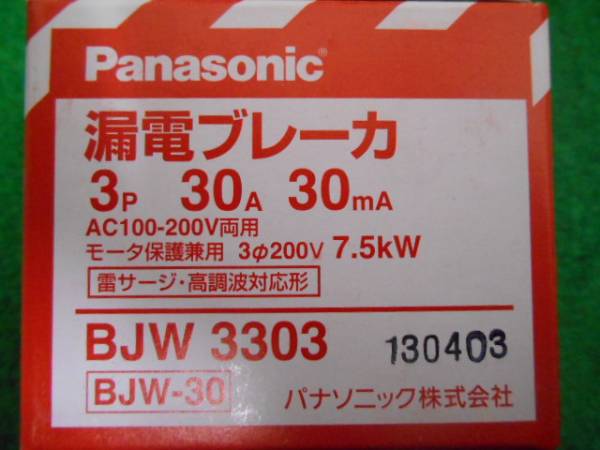 Panasonic®
漏電ブレーカ
3P 30A 30mA
AC100-200V両用
モータ保護兼用 3φ200V 7.5kW
雷サージ・高調波対応形
BJW 3303 130403
BJW-30 パナソニック株式会社